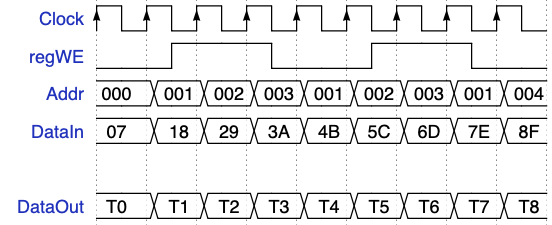 Clock
regWE
Addr 000 001 002 003 001 002 003 001 004
DataIn 07 18 29 3A 4B 5C 6D 7E 8F
DataOut T0 T1 T2 T3 T4 T5 T6 T7 T8